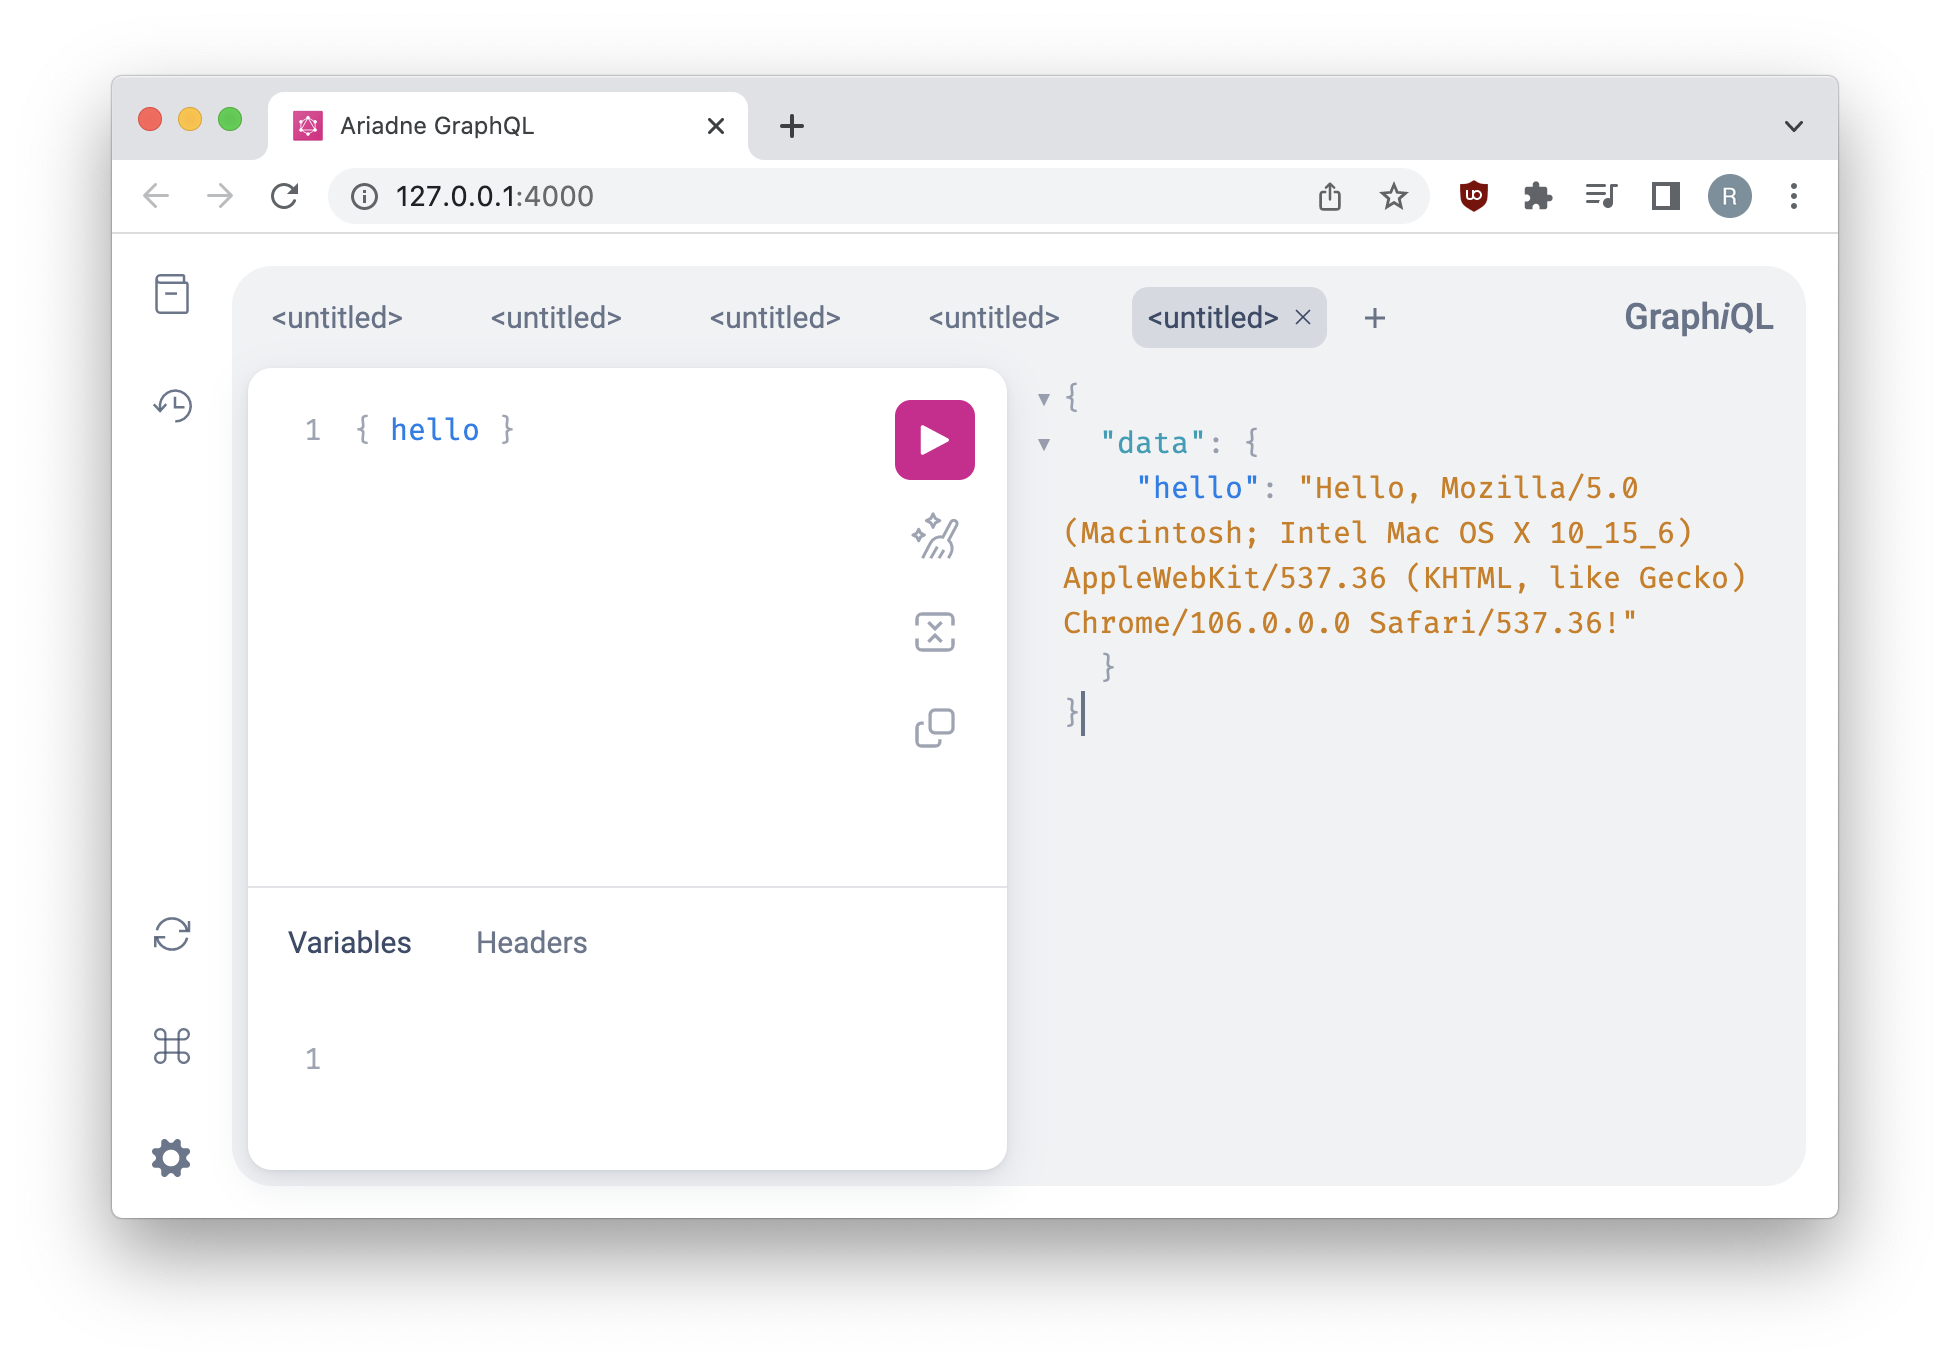 Ariadne GraphQL
127.0.0.1:4000
uo
R
<untitled> <untitled> <untitled> <untitled> <untitled>
GraphiQL
1 { hello }
Variables Headers
1
{
"data": {
"hello": "Hello, Mozilla/5.0
(Macintosh; Intel Mac OS X 10_15_6)
AppleWebKit/537.36 (KHTML, like Gecko)
Chrome/106.0.0.0 Safari/537.36!"
}
}